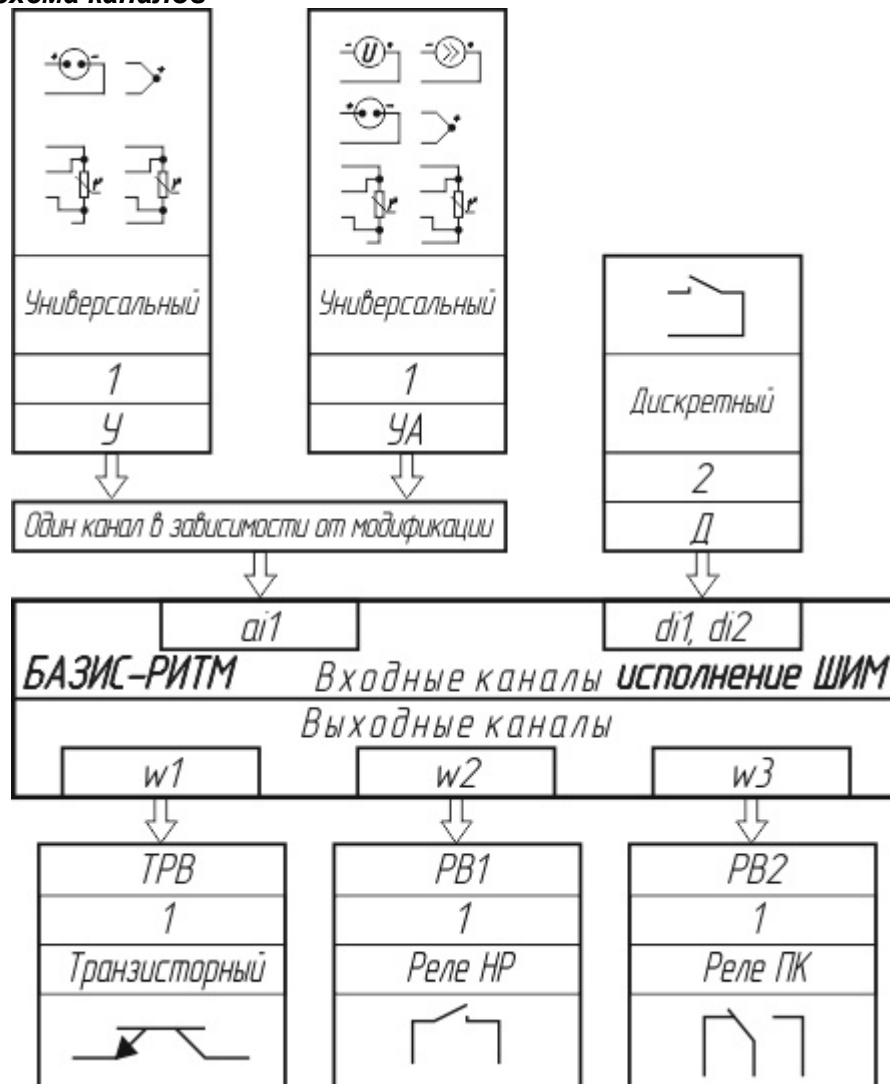 Универсальный
Универсальный
1
1
Дискретный
У
УА
2
Один канал в зависимости от модификации
Д
ai1
di1, di2
БАЗИС-РИТМ Входные каналы исполнение ШИМ
Выходные каналы
w1
w2
w3
ТРВ
РВ1
РВ2
1
1
1
Транзисторный
Реле НР
Реле ПК